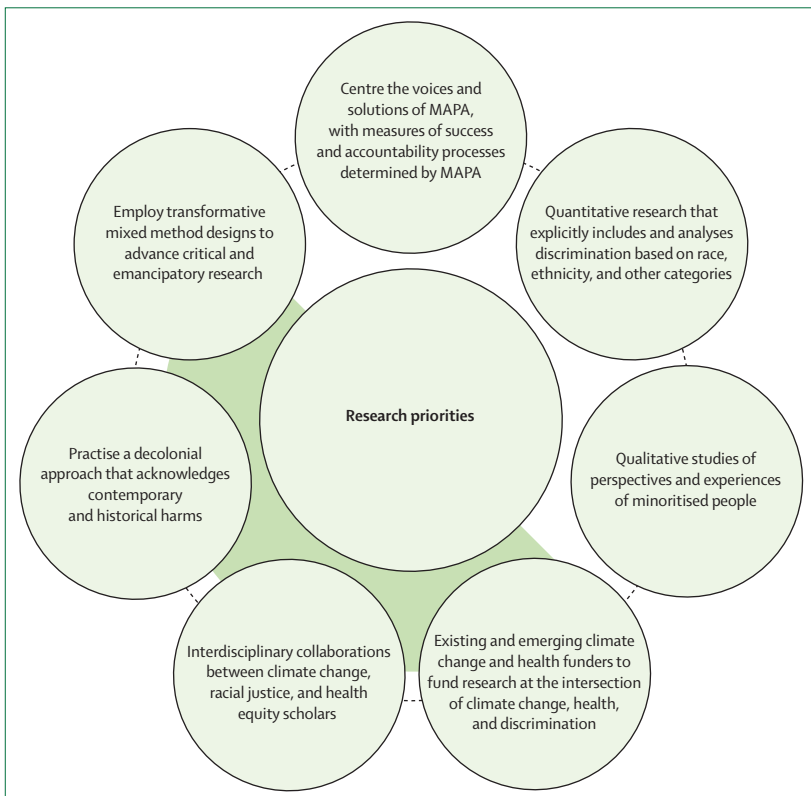 Centre the voices and
solutions of MAPA,
with measures of success
and accountability processes
determined by MAPA
Quantitative research that
explicitly includes and analyses
discrimination based on race,
ethnicity, and other categories
Qualitative studies of
perspectives and experiences
of minoritised people
Existing and emerging climate
change and health funders to
fund research at the intersection
of climate change, health,
and discrimination
Interdisciplinary collaborations
between climate change,
racial justice, and health
equity scholars
Practise a decolonial
approach that acknowledges
contemporary
and historical harms
Employ transformative
mixed method designs to
advance critical and
emancipatory research
Research priorities